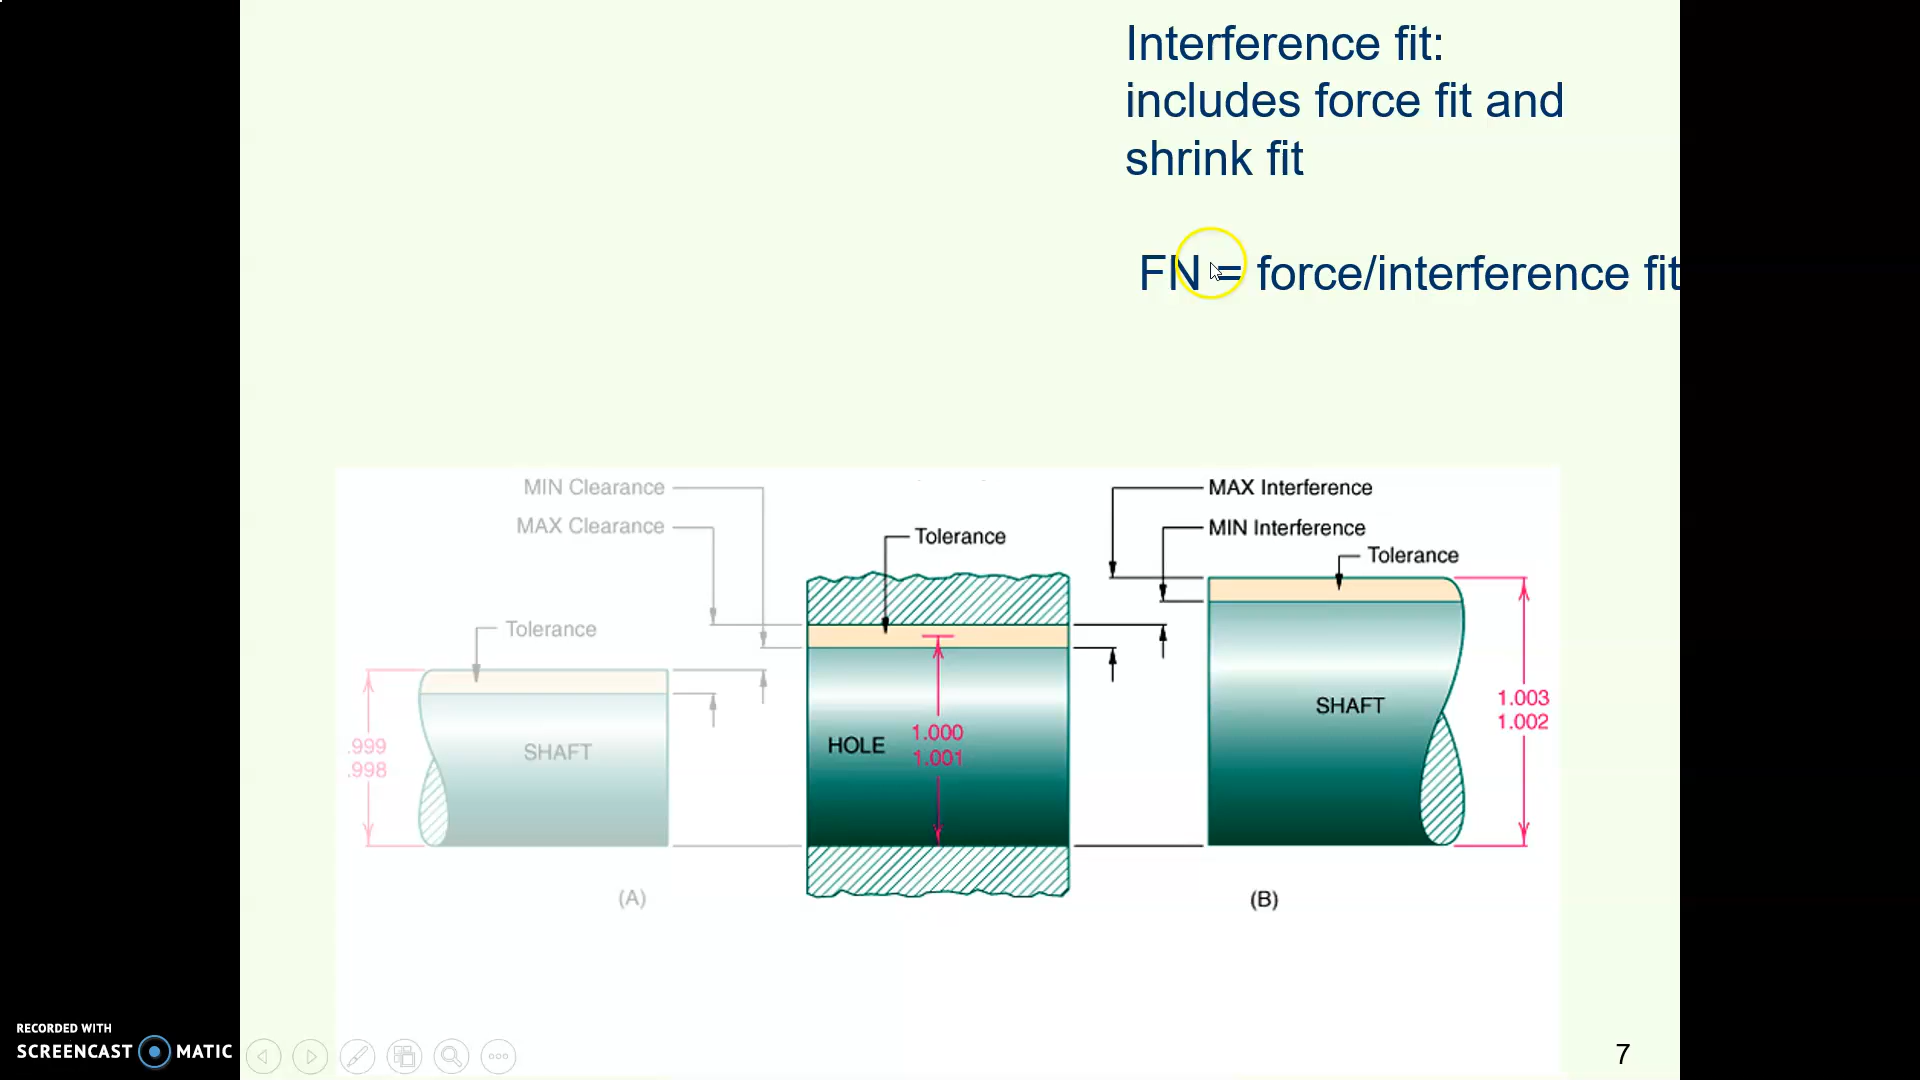 Interference fit:
includes force fit and
shrink fit
FN = force/interference fit
MIN Clearance
MAX Clearance
Tolerance
SHAFT
.999
.998
(A)
Tolerance
HOLE
1.000
1.001
MAX Interference
MIN Interference
Tolerance
SHAFT
1.003
1.002
(B)
RECORDED WITH
SCREENCAST MATIC
7